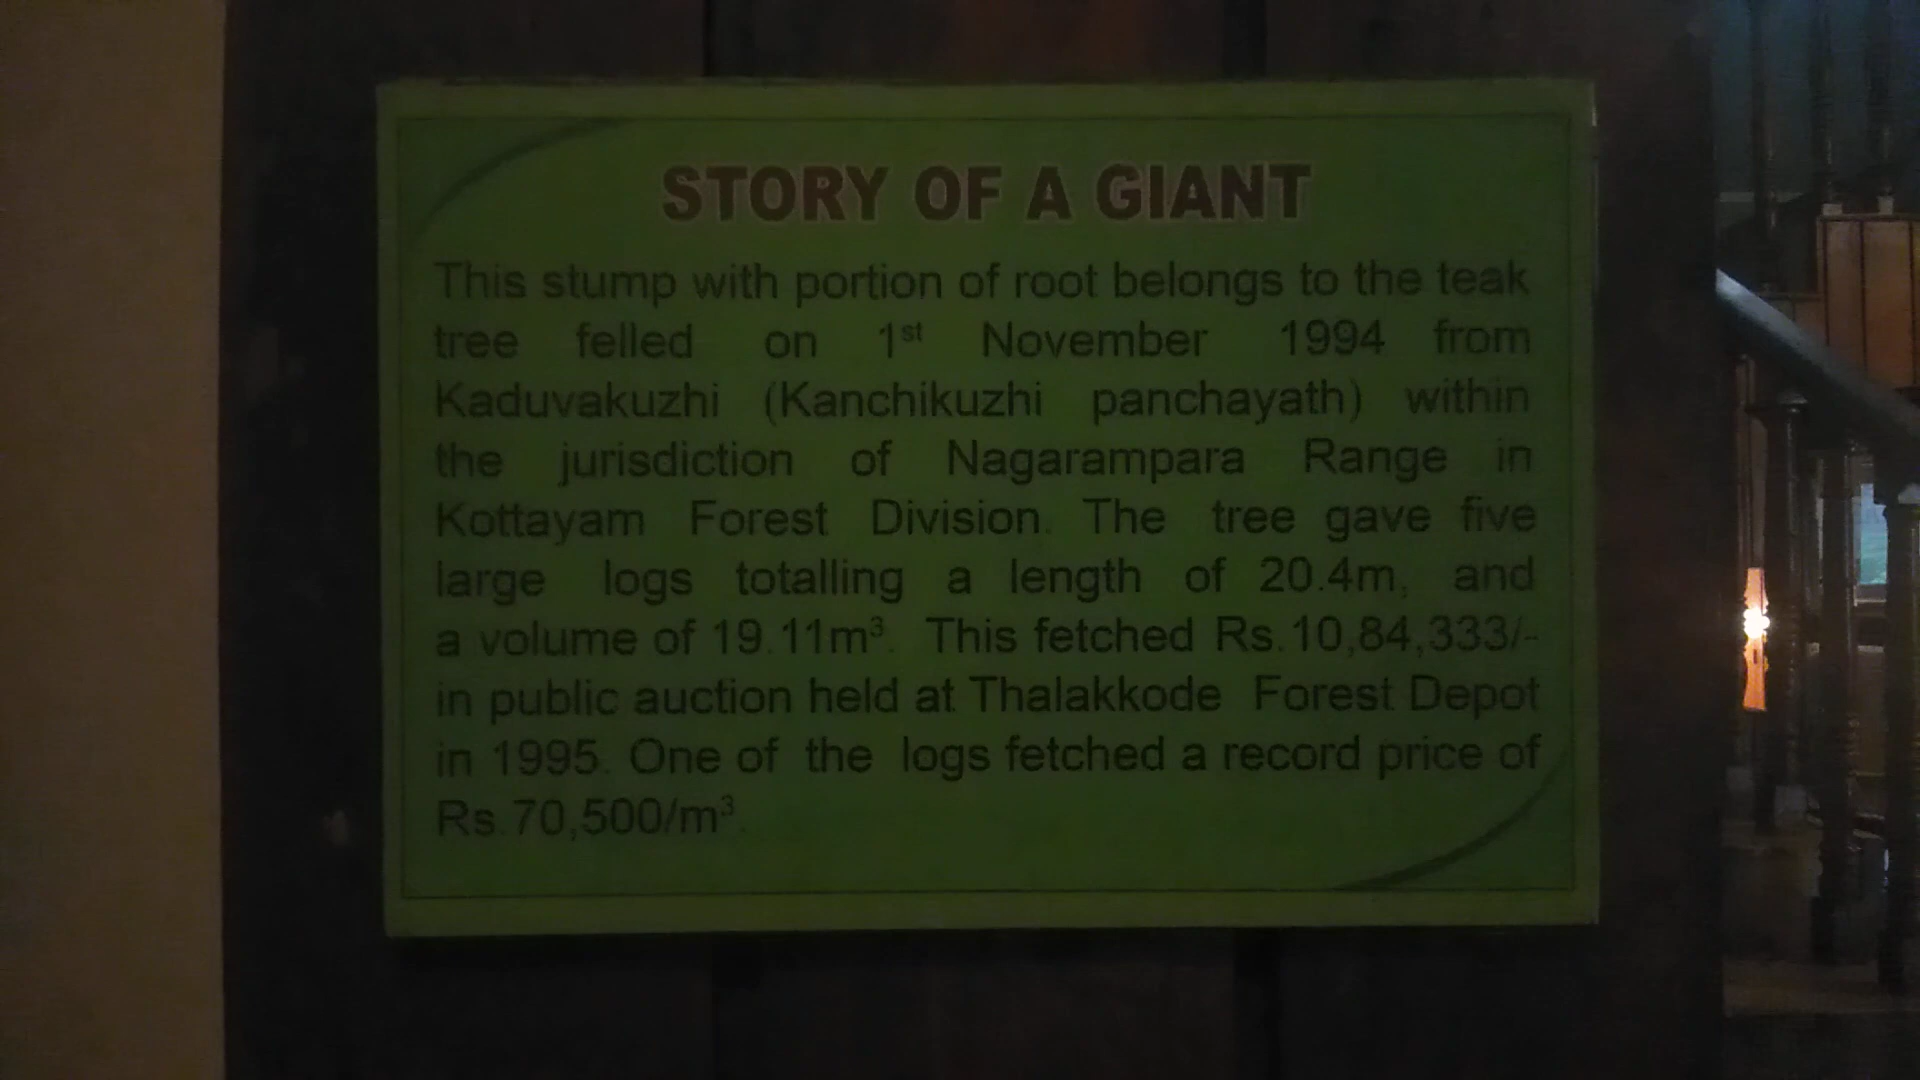 STORY OF A GIANT
This stump with portion of root belongs to the teak
tree felled on 1st November 1994 from
Kaduvakuzhi (Kanchikuzhi panchayath) within
the jurisdiction of Nagarampara Range in
Kottayam Forest Division. The tree gave five
large logs totalling a length of 20.4m, and
a volume of 19.11m³. This fetched Rs.10,84,333/-
in public auction held at Thalakkode Forest Depot
in 1995. One of the logs fetched a record price of
Rs.70,500/m³.